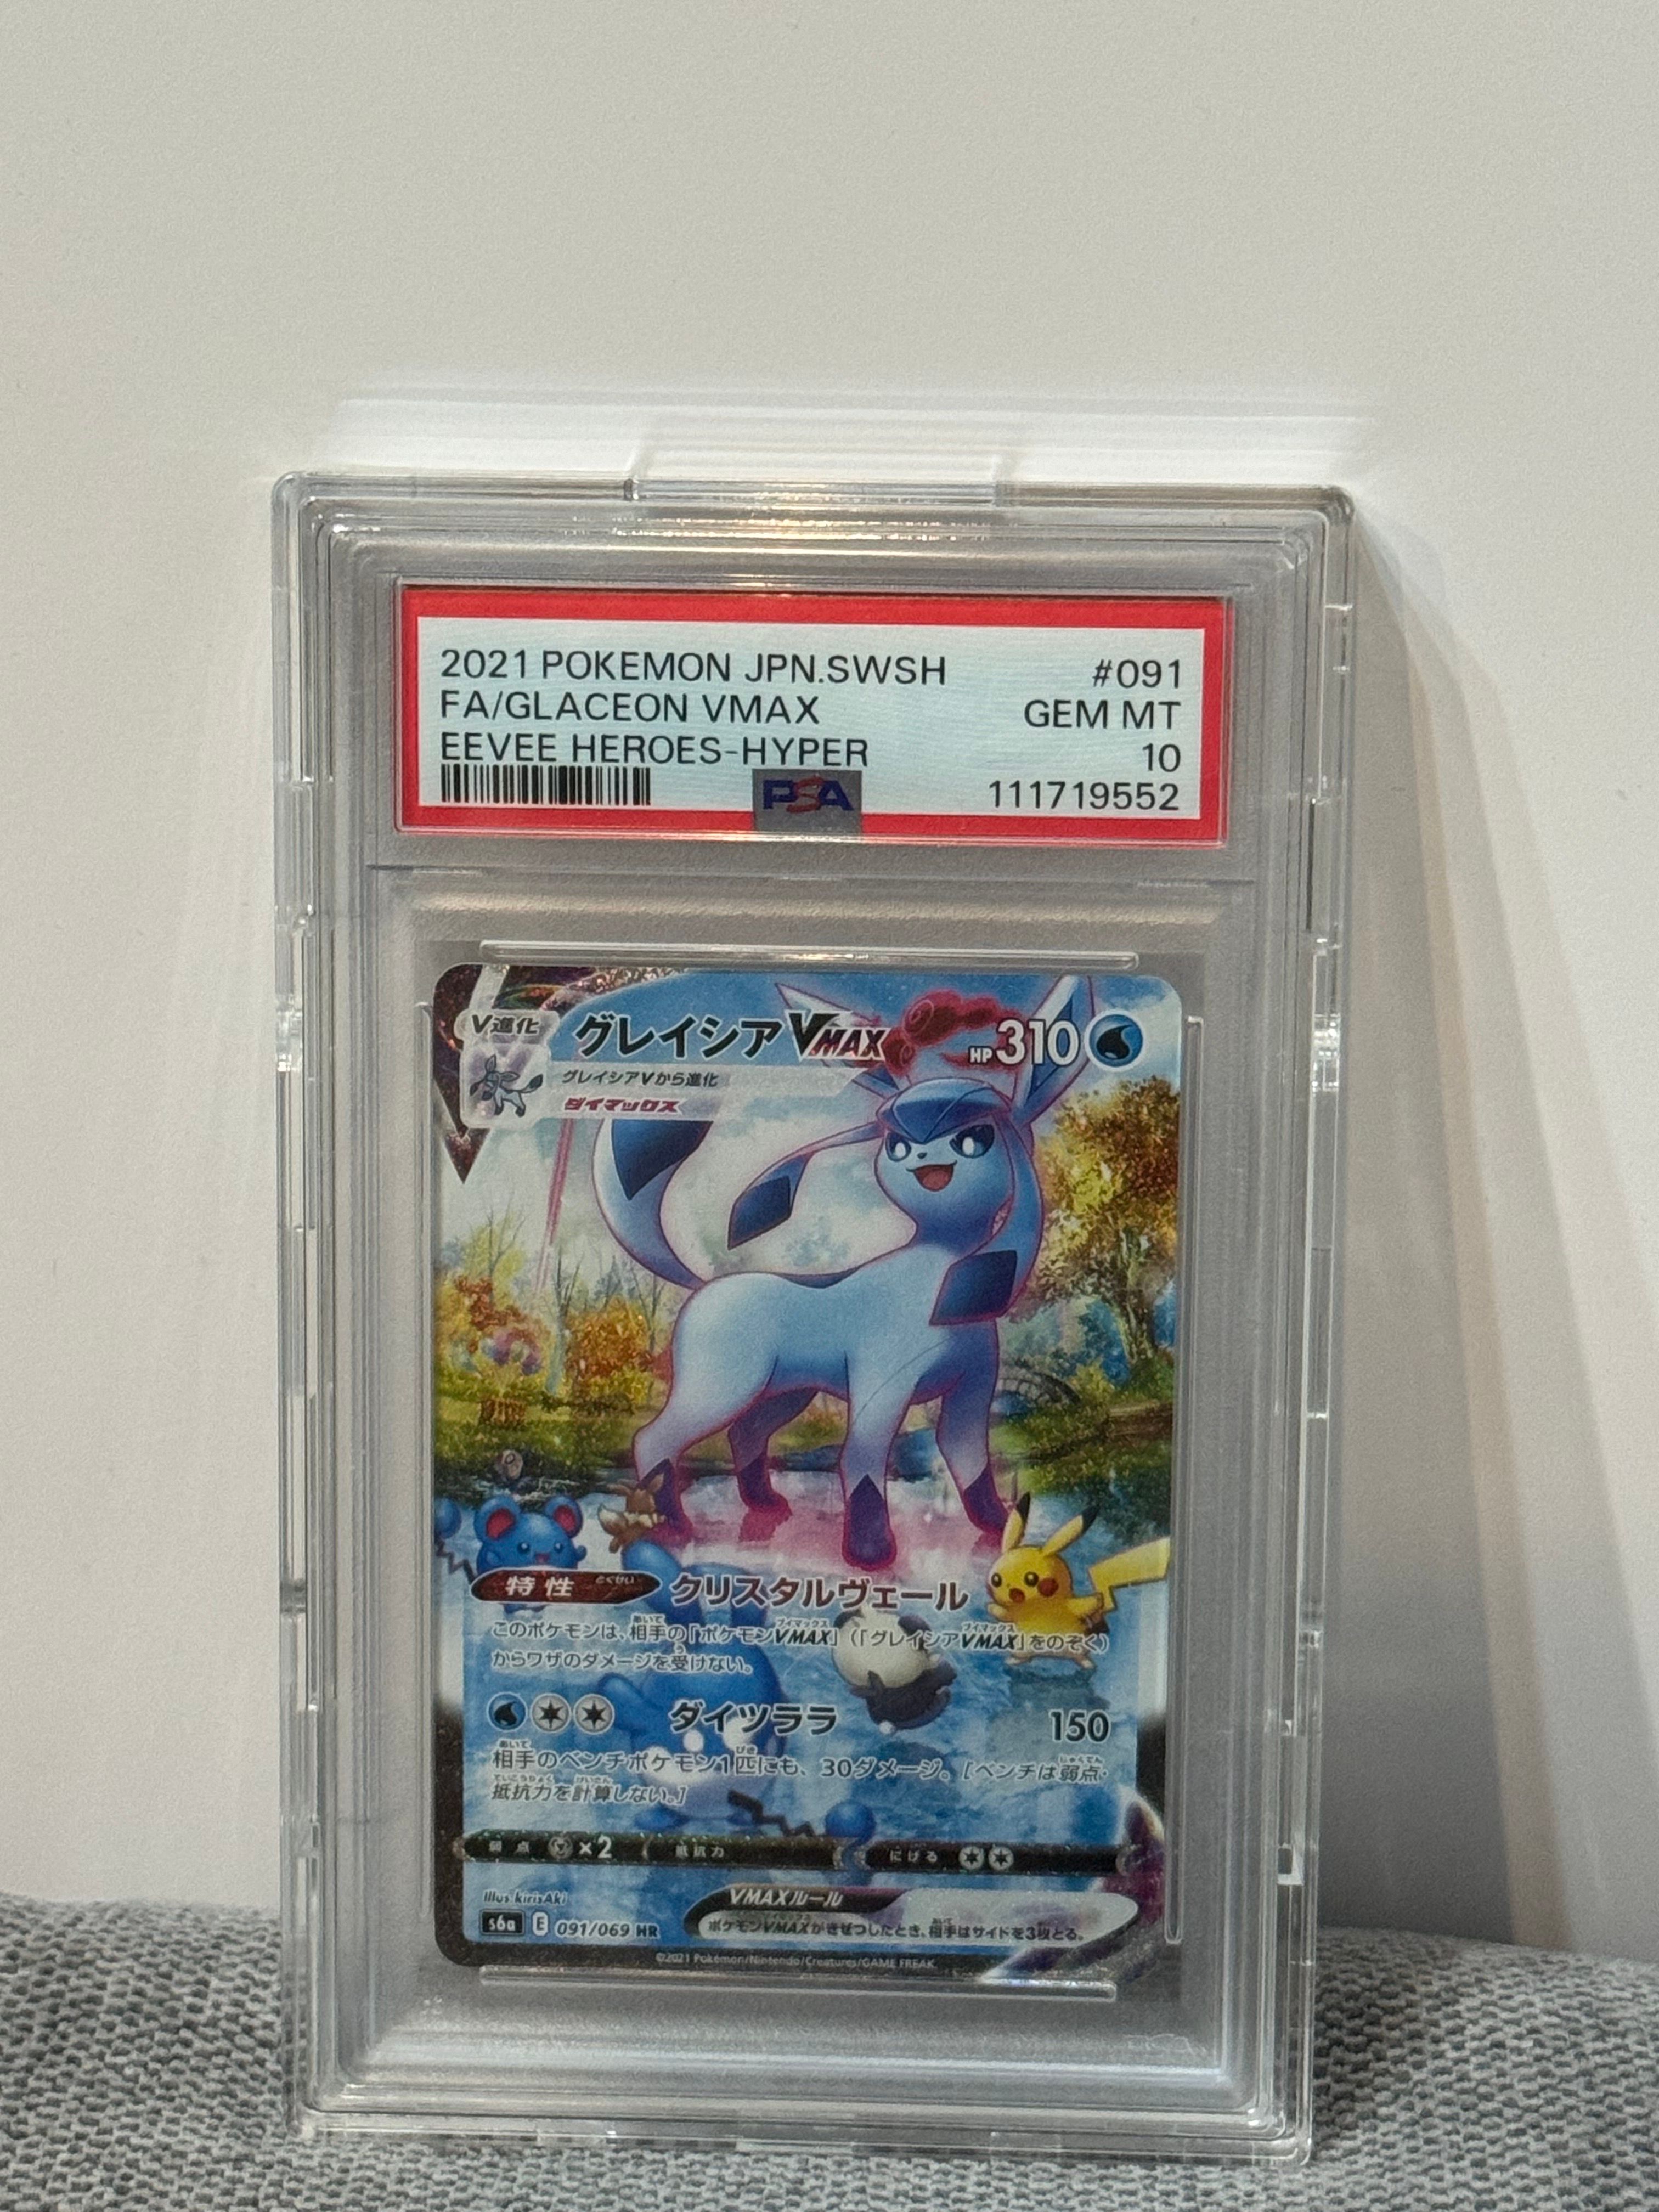 2021 POKEMON JPN.SWSH #091
FA/GLACEON VMAX GEM MT
EEVEE HEROES-HYPER 10
PSA 111719552
V進化 グレイシアVMAX HP310
グレイシアVから進化
ダイマックス
特性 とくせい クリスタルヴェール
このポケモンは、相手の「ポケモンVMAX」(「グレイシアVMAX」をのぞく)
からワザのダメージを受けない。
ダイツララ 150
相手のベンチポケモン1匹にも、30ダメージ。[ベンチは弱点・
抵抗力を計算しない。]
弱点 ×2 抵抗力 にげる
illus. kirisAki VMAXルール
s6a E 091/069 HR ポケモンVMAXがきぜつしたとき、相手はサイドを3枚とる。
©2021 Pokémon/Nintendo/Creatures/GAME FREAK